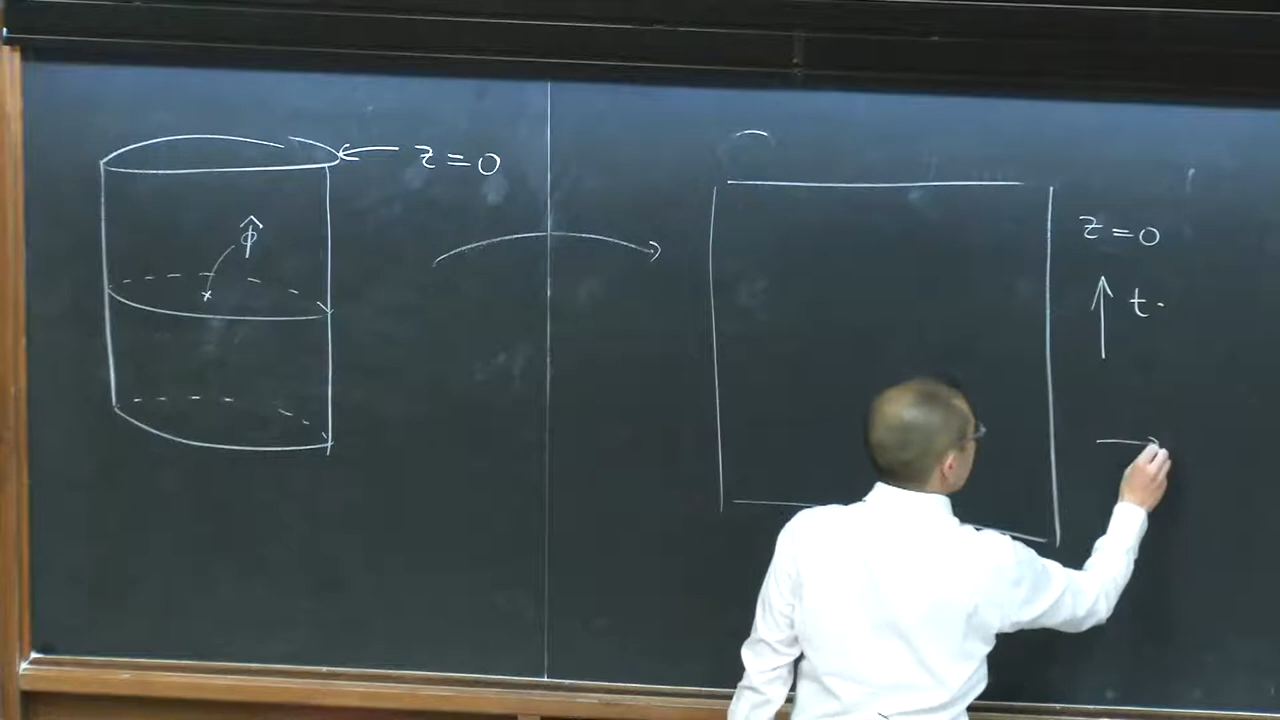 z = 0
ϕ̂
z = 0
↑ t.